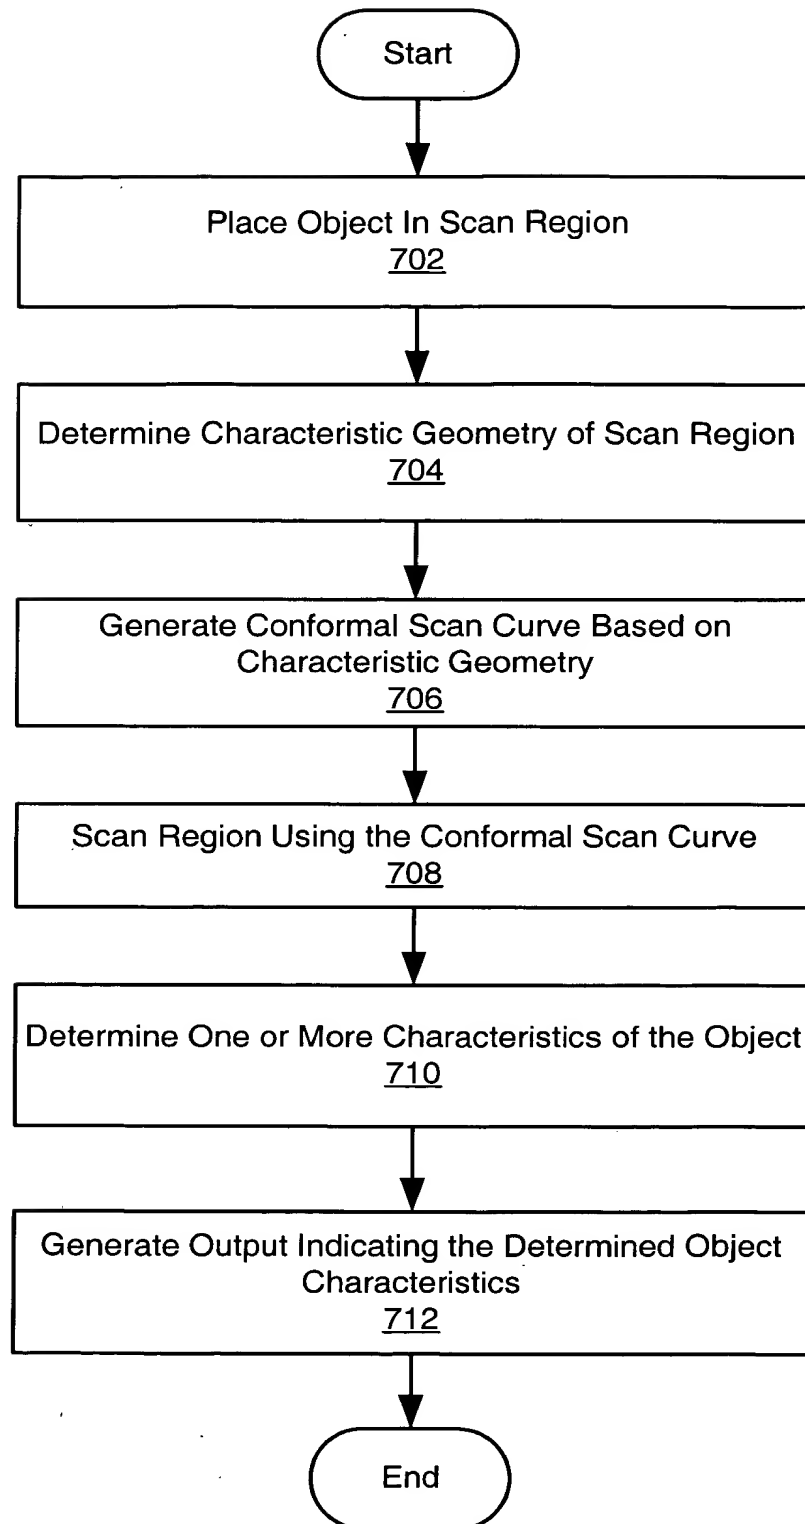 Start
Place Object In Scan Region
702
Determine Characteristic Geometry of Scan Region
704
Generate Conformal Scan Curve Based on
Characteristic Geometry
706
Scan Region Using the Conformal Scan Curve
708
Determine One or More Characteristics of the Object
710
Generate Output Indicating the Determined Object
Characteristics
712
End